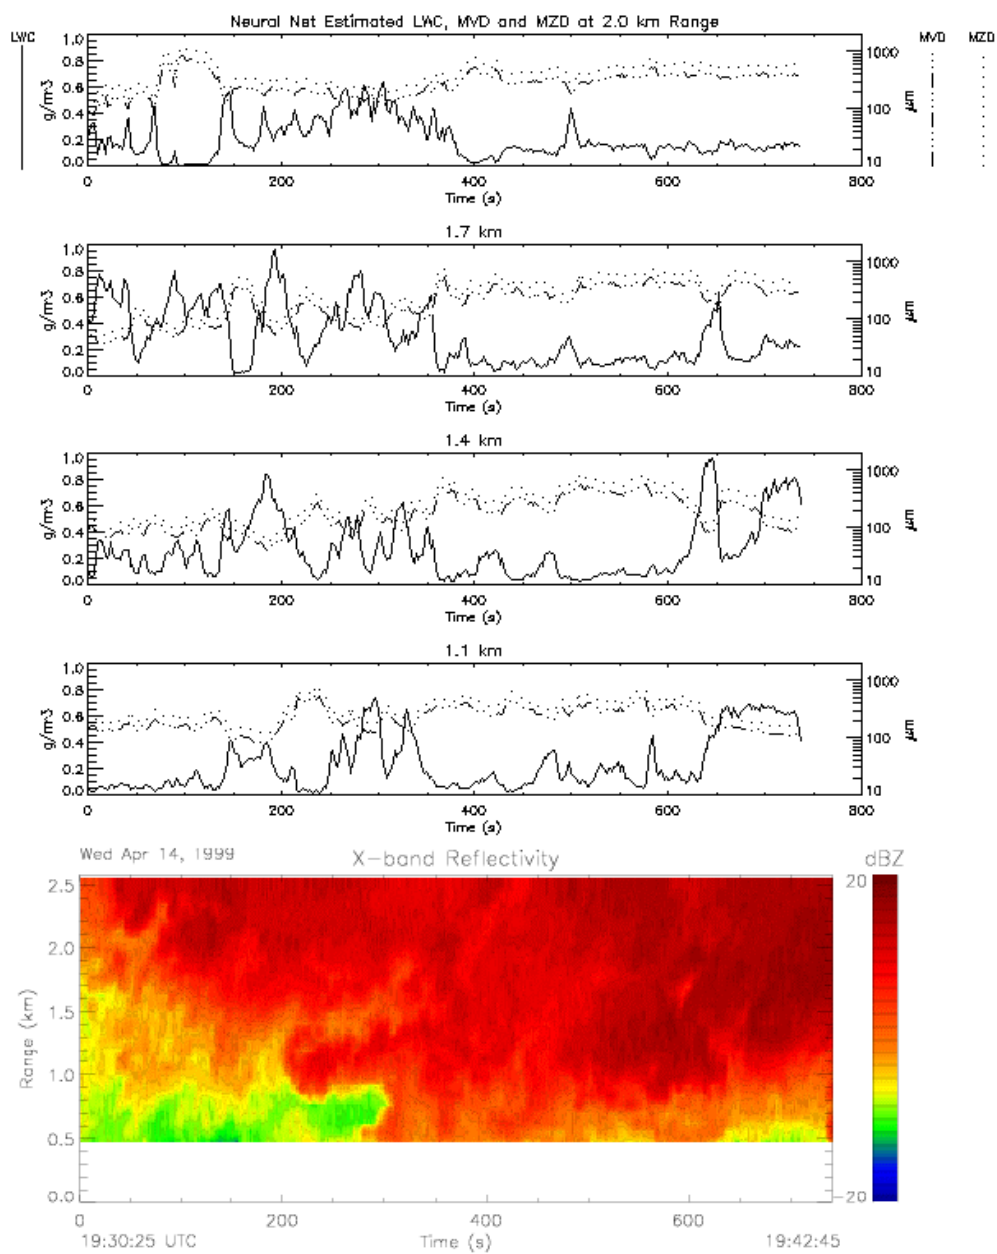 Neural Net Estimated LWC, MVD and MZD at 2.0 km Range
LWC
MVD MZD
1.0
0.8
0.6
0.4
0.2
0.0
g/m3
1000
100
10
μm
0 200 400 600 800
Time (s)
1.7 km
1.0
0.8
0.6
0.4
0.2
0.0
g/m3
1000
100
10
μm
0 200 400 600 800
Time (s)
1.4 km
1.0
0.8
0.6
0.4
0.2
0.0
g/m3
1000
100
10
μm
0 200 400 600 800
Time (s)
1.1 km
1.0
0.8
0.6
0.4
0.2
0.0
g/m3
1000
100
10
μm
0 200 400 600 800
Time (s)
Wed Apr 14, 1999 X-band Reflectivity dBZ
2.5
2.0
1.5
1.0
0.5
0.0
Range (km)
20
-20
0 200 400 600
19:30:25 UTC Time (s) 19:42:45